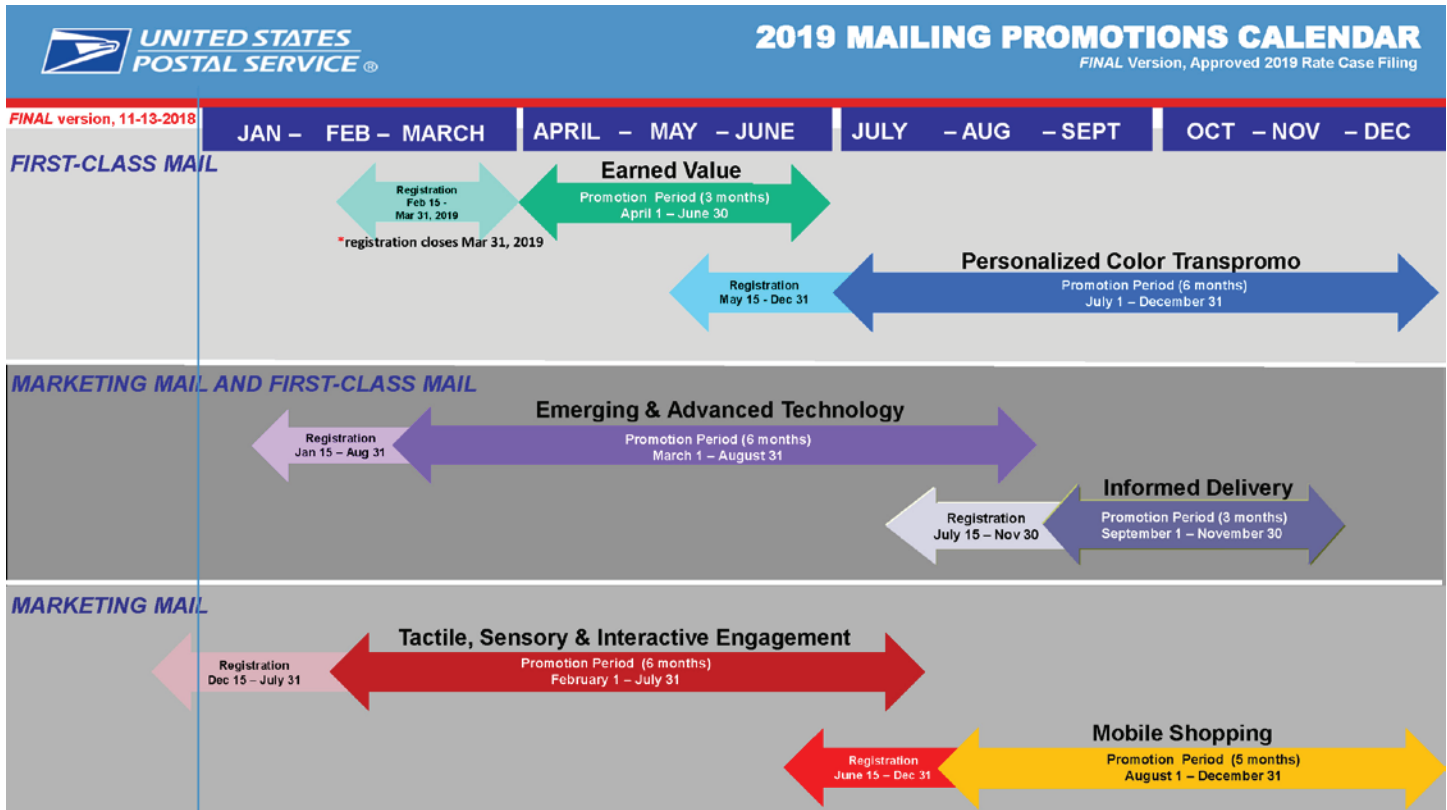 UNITED STATES
POSTAL SERVICE ®
2019 MAILING PROMOTIONS CALENDAR
FINAL Version, Approved 2019 Rate Case Filing
FINAL version, 11-13-2018
JAN – FEB – MARCH
APRIL – MAY – JUNE
JULY – AUG – SEPT
OCT – NOV – DEC
FIRST-CLASS MAIL
Earned Value
Registration
Feb 15 -
Mar 31, 2019
Promotion Period (3 months)
April 1 – June 30
*registration closes Mar 31, 2019
Personalized Color Transpromo
Registration
May 15 - Dec 31
Promotion Period (6 months)
July 1 – December 31
MARKETING MAIL AND FIRST-CLASS MAIL
Emerging & Advanced Technology
Registration
Jan 15 – Aug 31
Promotion Period (6 months)
March 1 – August 31
Informed Delivery
Registration
July 15 – Nov 30
Promotion Period (3 months)
September 1 – November 30
MARKETING MAIL
Tactile, Sensory & Interactive Engagement
Registration
Dec 15 – July 31
Promotion Period (6 months)
February 1 – July 31
Mobile Shopping
Registration
June 15 – Dec 31
Promotion Period (5 months)
August 1 – December 31